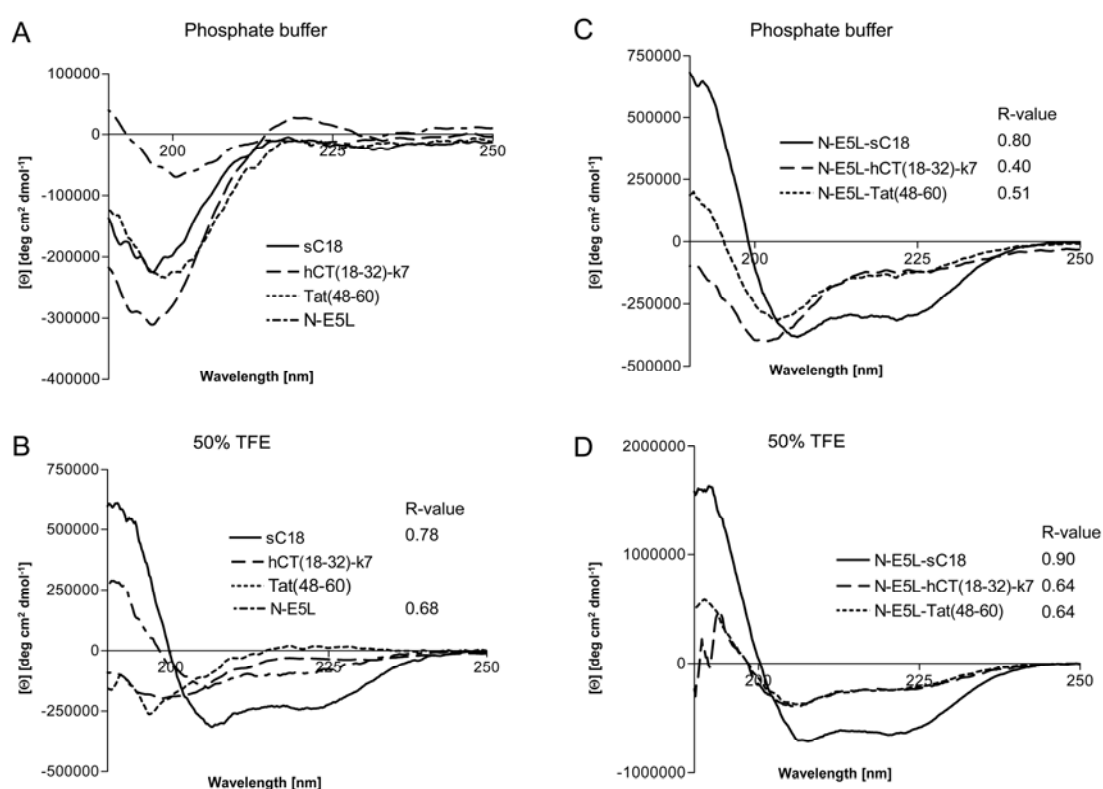 A
Phosphate buffer
100000
0
-100000
-200000
-300000
-400000
200
225
250
[Θ] [deg cm² dmol⁻¹]
sC18
hCT(18-32)-k7
Tat(48-60)
N-E5L
Wavelength [nm]
B
50% TFE
750000
500000
250000
0
-250000
-500000
200
225
250
[Θ] [deg cm² dmol⁻¹]
R-value
sC18 0.78
hCT(18-32)-k7
Tat(48-60)
N-E5L 0.68
Wavelength [nm]
C
Phosphate buffer
750000
500000
250000
0
-250000
-500000
200
225
250
[Θ] [deg cm² dmol⁻¹]
R-value
N-E5L-sC18 0.80
N-E5L-hCT(18-32)-k7 0.40
N-E5L-Tat(48-60) 0.51
Wavelength [nm]
D
50% TFE
2000000
1000000
0
-1000000
200
225
250
[Θ] [deg cm² dmol⁻¹]
R-value
N-E5L-sC18 0.90
N-E5L-hCT(18-32)-k7 0.64
N-E5L-Tat(48-60) 0.64
Wavelength [nm]